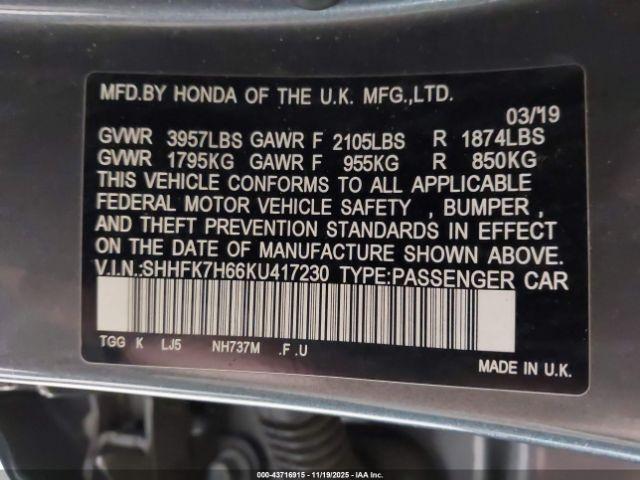 MFD.BY HONDA OF THE U.K. MFG.,LTD.
03/19
GVWR 3957LBS GAWR F 2105LBS R 1874LBS
GVWR 1795KG GAWR F 955KG R 850KG
THIS VEHICLE CONFORMS TO ALL APPLICABLE
FEDERAL MOTOR VEHICLE SAFETY , BUMPER ,
AND THEFT PREVENTION STANDARDS IN EFFECT
ON THE DATE OF MANUFACTURE SHOWN ABOVE.
V.I.N.:SHHFK7H66KU417230 TYPE:PASSENGER CAR
TGG K LJ5 NH737M .F .U
MADE IN U.K.
000-43716915 - 11/19/2025 - IAA Inc.